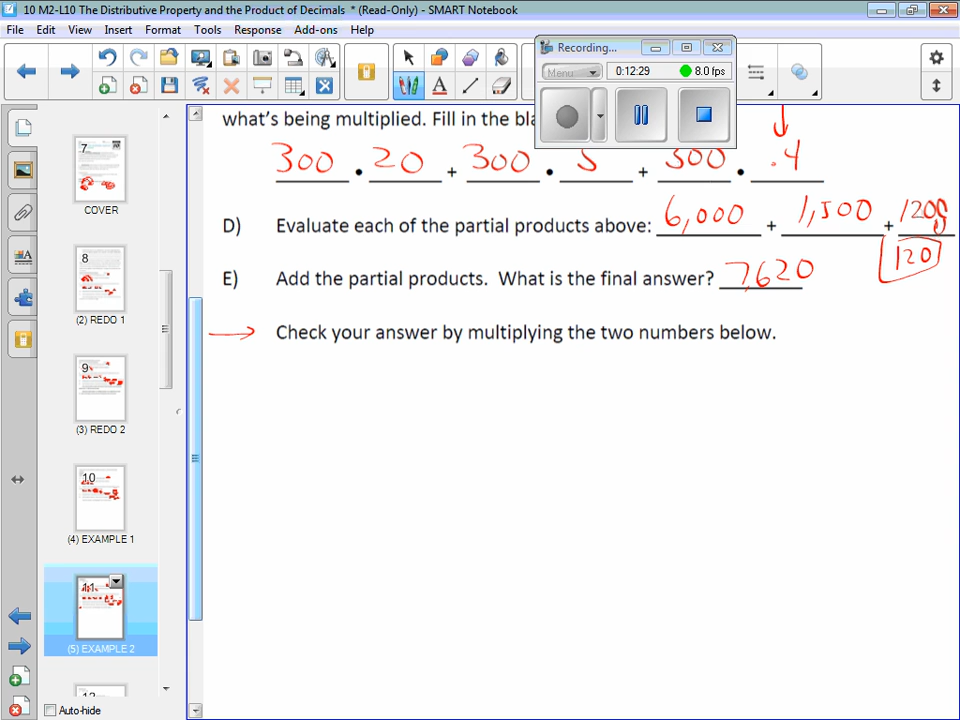 10 M2-L10 The Distributive Property and the Product of Decimals * (Read-Only) - SMART Notebook
File Edit View Insert Format Tools Response Add-ons Help
Recording...
Menu 0:12:29 8.0 fps
what's being multiplied. Fill in the bla
300 • 20 + 300 • 5 + 300 • .4
D) Evaluate each of the partial products above: 6,000 + 1,500 + 1200
120
E) Add the partial products. What is the final answer? 7,620
→ Check your answer by multiplying the two numbers below.
7
COVER
8
(2) REDO 1
9
(3) REDO 2
10
(4) EXAMPLE 1
11
(5) EXAMPLE 2
Auto-hide